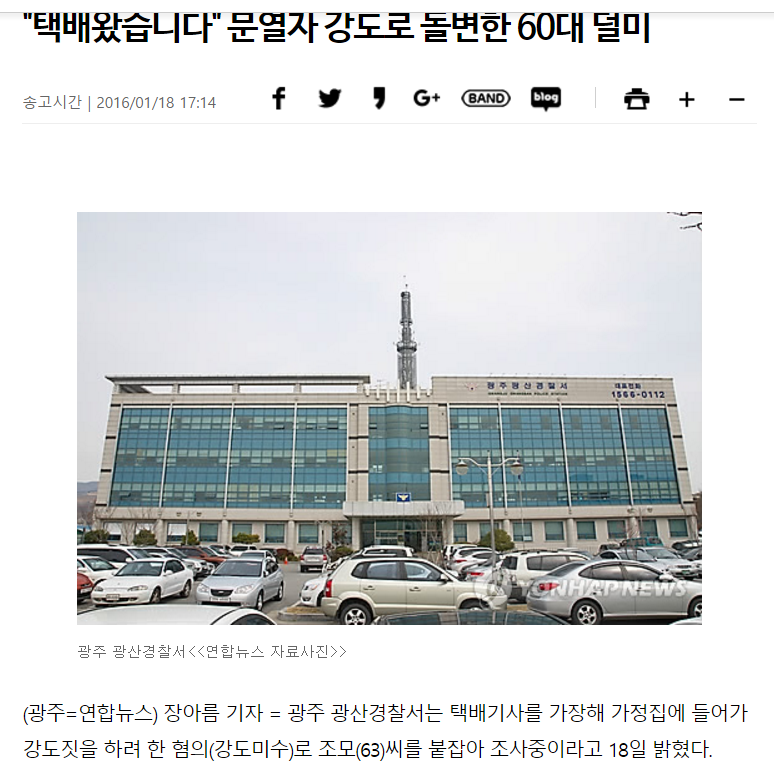 "택배왔습니다" 문열자 강도로 돌변한 60대 덜미
송고시간 | 2016/01/18 17:14
G+
BAND
blog
광주광산경찰서
대표전화
1566-0112
YONHAPNEWS
광주 광산경찰서<<연합뉴스 자료사진>>
(광주=연합뉴스) 장아름 기자 = 광주 광산경찰서는 택배기사를 가장해 가정집에 들어가
강도짓을 하려 한 혐의(강도미수)로 조모(63)씨를 붙잡아 조사중이라고 18일 밝혔다.